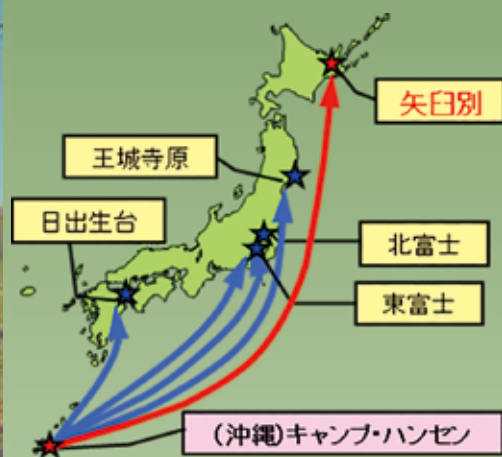 矢臼別
王城寺原
日出生台
北富士
東富士
(沖縄)キャンプ・ハンセン